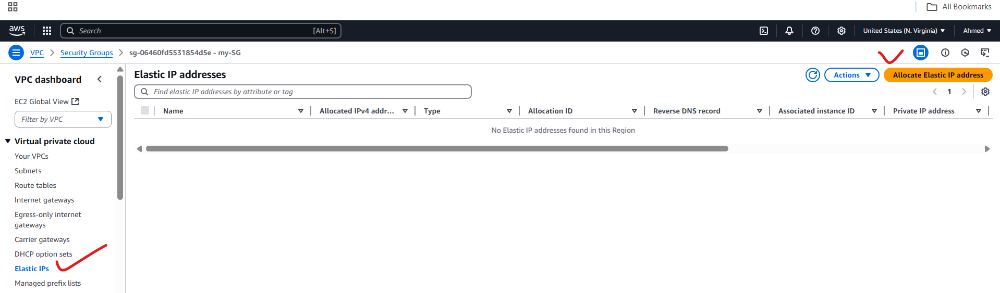 All Bookmarks
aws
Search [Alt+S]
United States (N. Virginia)
Ahmed
VPC
Security Groups
sg-06460fd5531854d5e - my-SG
VPC dashboard
EC2 Global View
Filter by VPC
Virtual private cloud
Your VPCs
Subnets
Route tables
Internet gateways
Egress-only internet
gateways
Carrier gateways
DHCP option sets
Elastic IPs
Managed prefix lists
Elastic IP addresses
Actions
Allocate Elastic IP address
Find elastic IP addresses by attribute or tag
1
Name
Allocated IPv4 addr...
Type
Allocation ID
Reverse DNS record
Associated instance ID
Private IP address
No Elastic IP addresses found in this Region